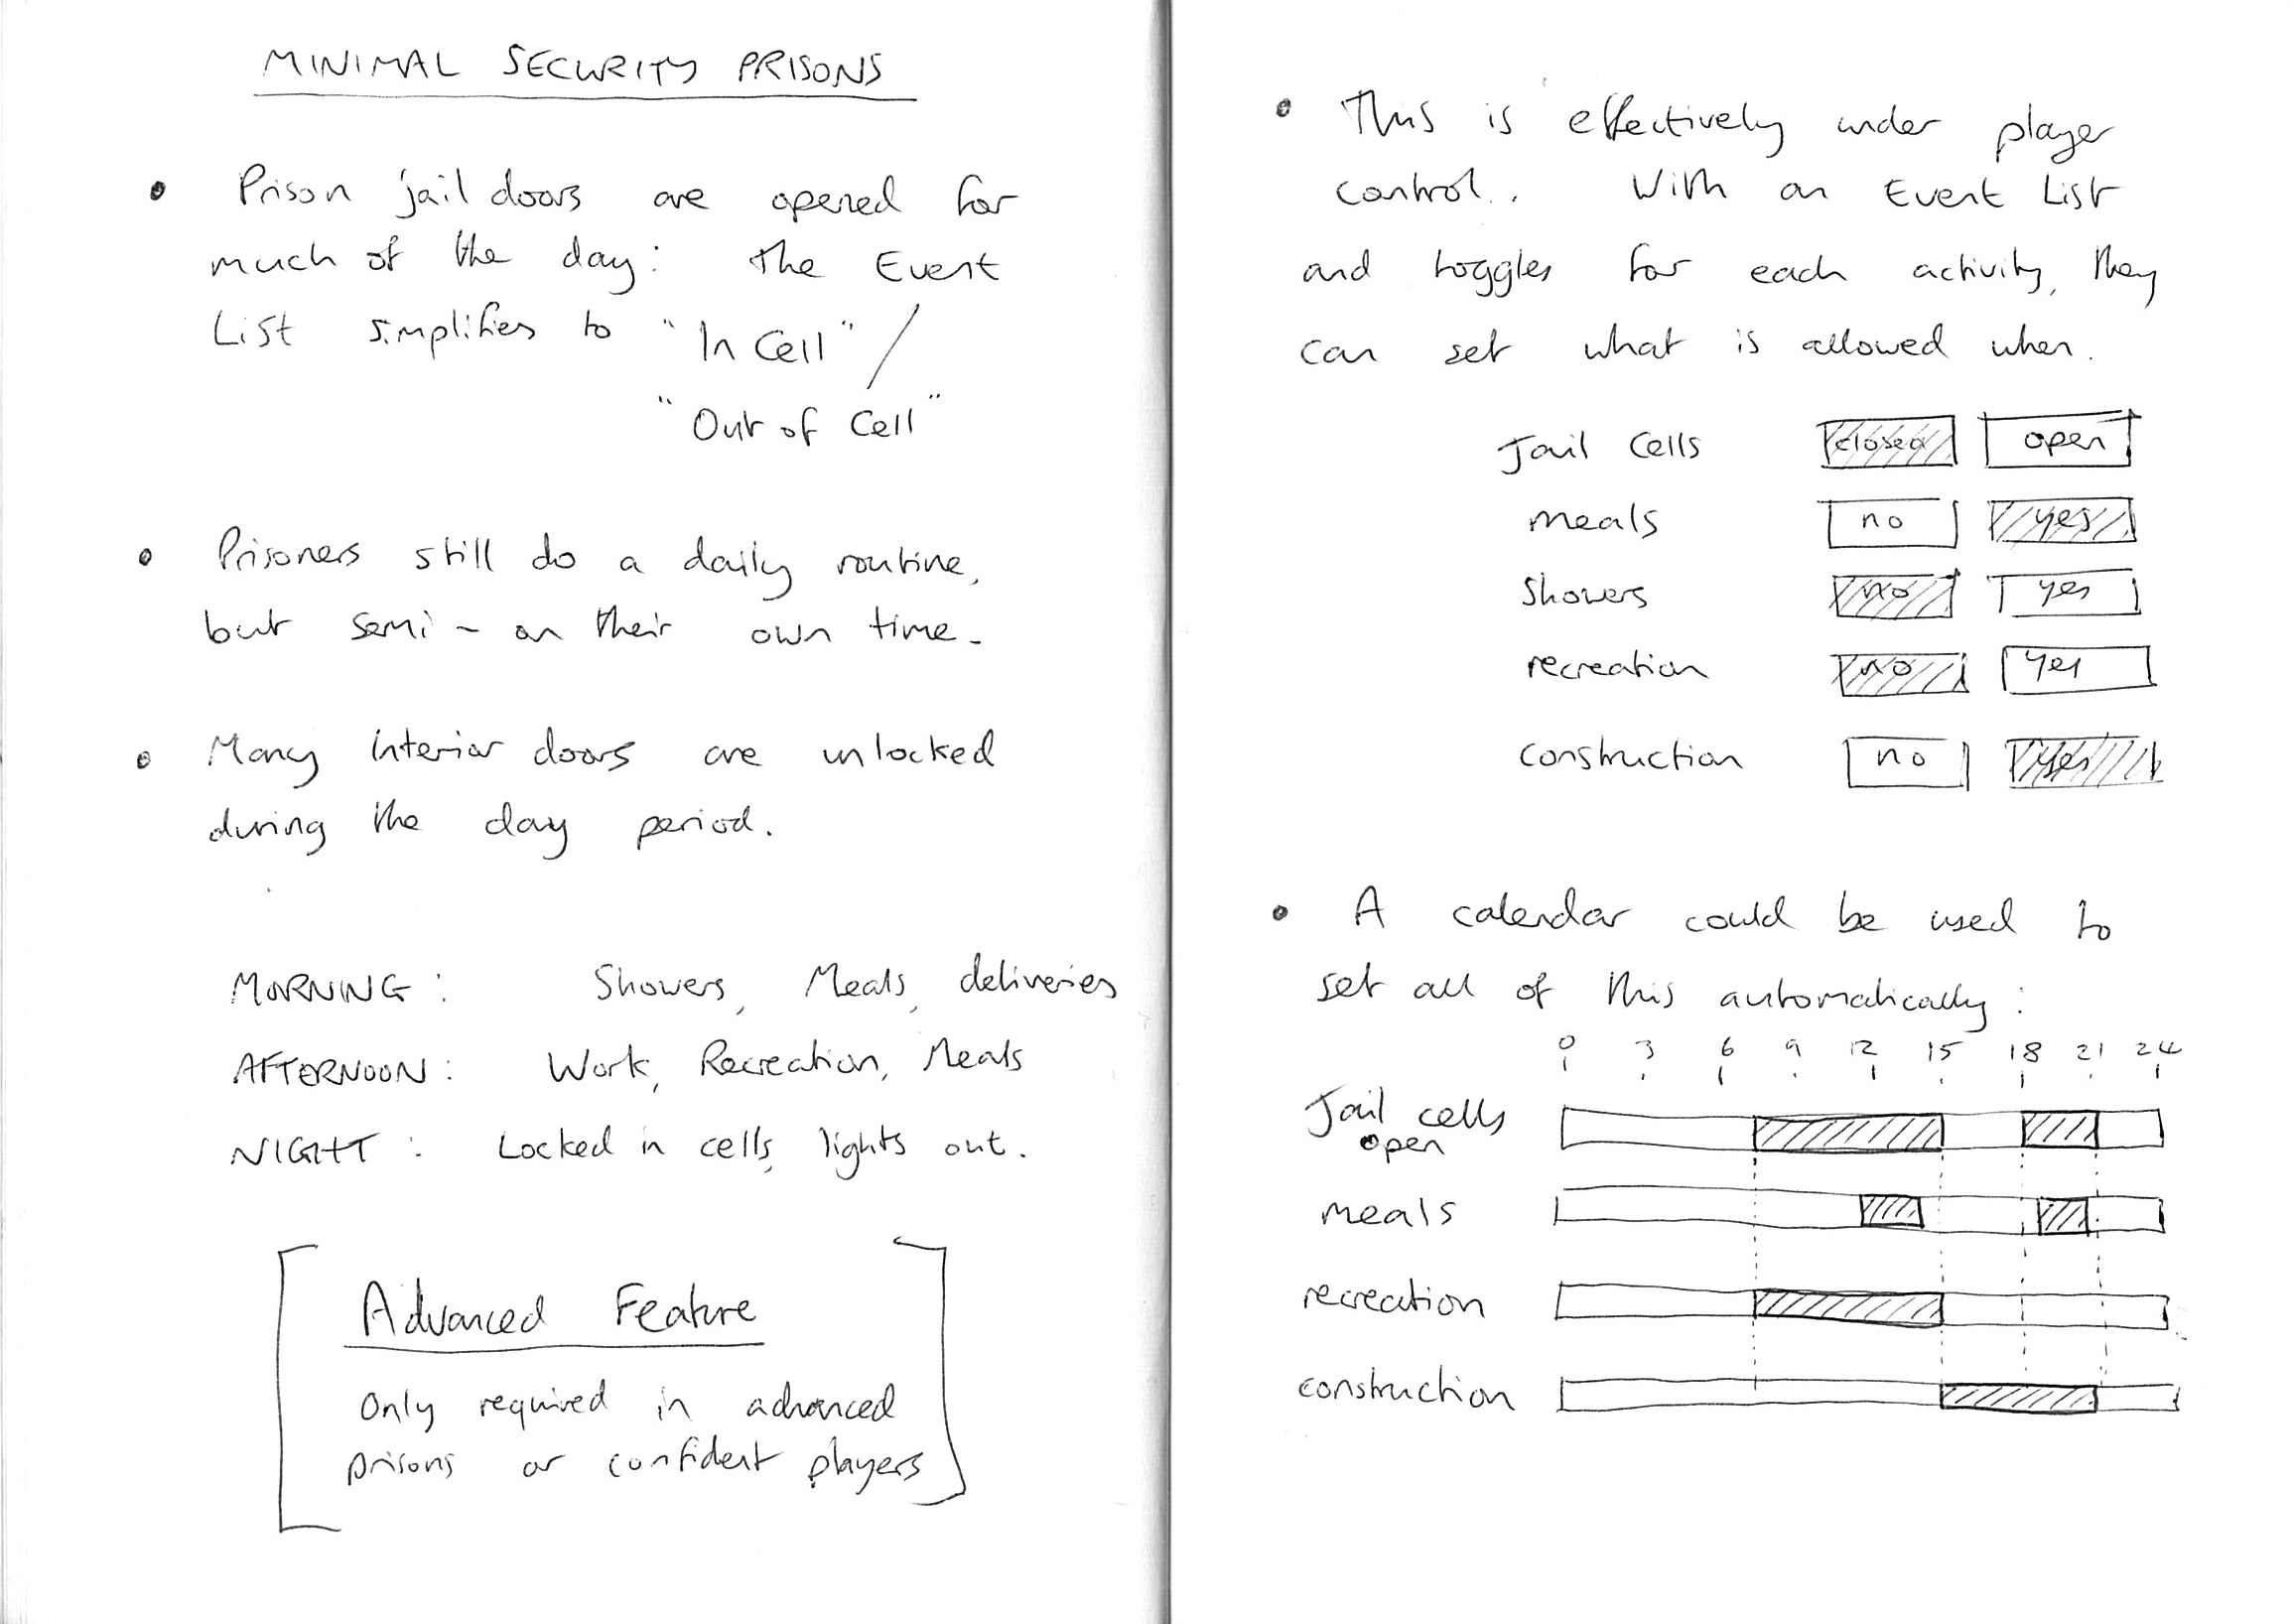 MINIMAL SECURITY PRISONS
• Prison jail doors are opened for
much of the day: the Event
List simplifies to "In Cell" /
"Out of Cell"
• Prisoners still do a daily routine,
but semi-on their own time.
• Many interior doors are unlocked
during the day period.
MORNING: Showers, Meals, deliveries
AFTERNOON: Work, Recreation, Meals
NIGHT: Locked in cells, lights out.
Advanced Feature
Only required in advanced
prisons or confident players
• This is effectively under player
control.. With an Event List
and toggles for each activity, they
can set what is allowed when.
Jail Cells closed open
meals no yes
Showers no yes
recreation no yes
construction no yes
• A calendar could be used to
set all of this automatically:
0 3 6 9 12 15 18 21 24
Jail cells
open
meals
recreation
construction